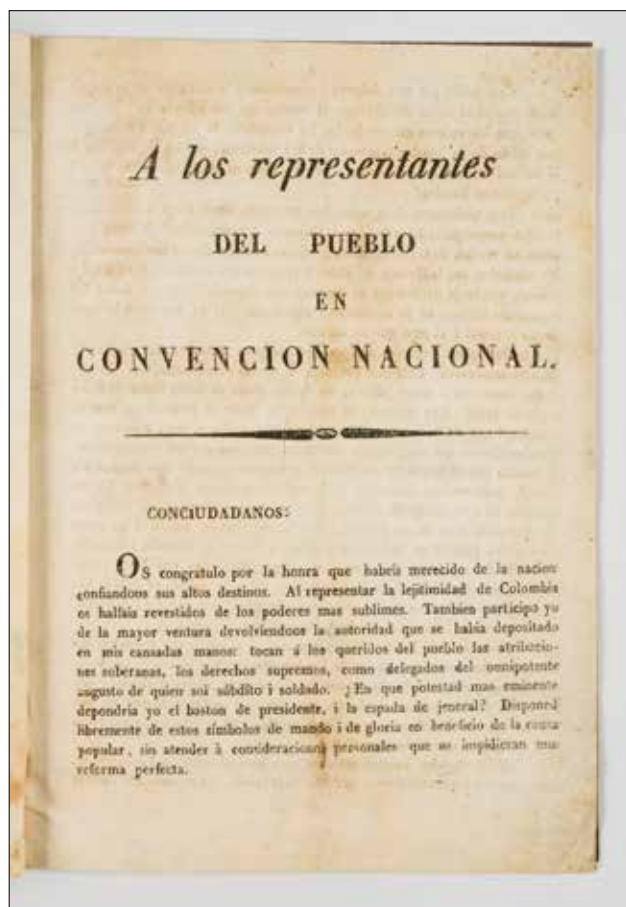 A los representantes
DEL PUEBLO
EN
CONVENCION NACIONAL.
CONCIUDADANOS:
Os congratulo por la honra que habeis merecido de la nacion
confiandoos sus altos destinos. Al representar la lejitimidad de Colombia
os hallais revestidos de los poderes mas sublimes. Tambien participo yo
de la mayor ventura devolviendoos la autoridad que se habia depositado
en mis cansadas manos: tocan á los queridos del pueblo las atribucio-
nes soberanas, los derechos supremos, como delegados del omnipotente
augusto de quien soi súbdito i soldado. ¿En que potestad mas eminente
depondria yo el baston de presidente, i la espada de jeneral? Disponed
libremente de estos símbolos de mando i de gloria en beneficio de la causa
popular, sin atender à consideraciones personales que os impidieran una
reforma perfecta.